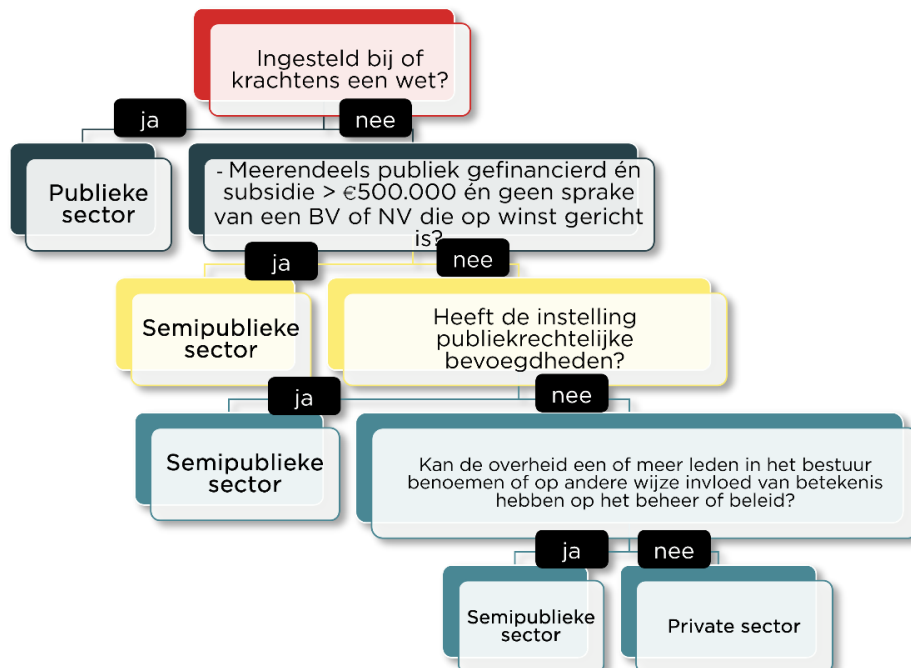 Ingesteld bij of
krachtens een wet?
ja
nee
Publieke
sector
- Meerendeels publiek gefinancierd én
subsidie > €500.000 én geen sprake
van een BV of NV die op winst gericht
is?
ja
nee
Semipublieke
sector
Heeft de instelling
publiekrechtelijke
bevoegdheden?
ja
nee
Semipublieke
sector
Kan de overheid een of meer leden in het bestuur
benoemen of op andere wijze invloed van betekenis
hebben op het beheer of beleid?
ja
nee
Semipublieke
sector
Private sector